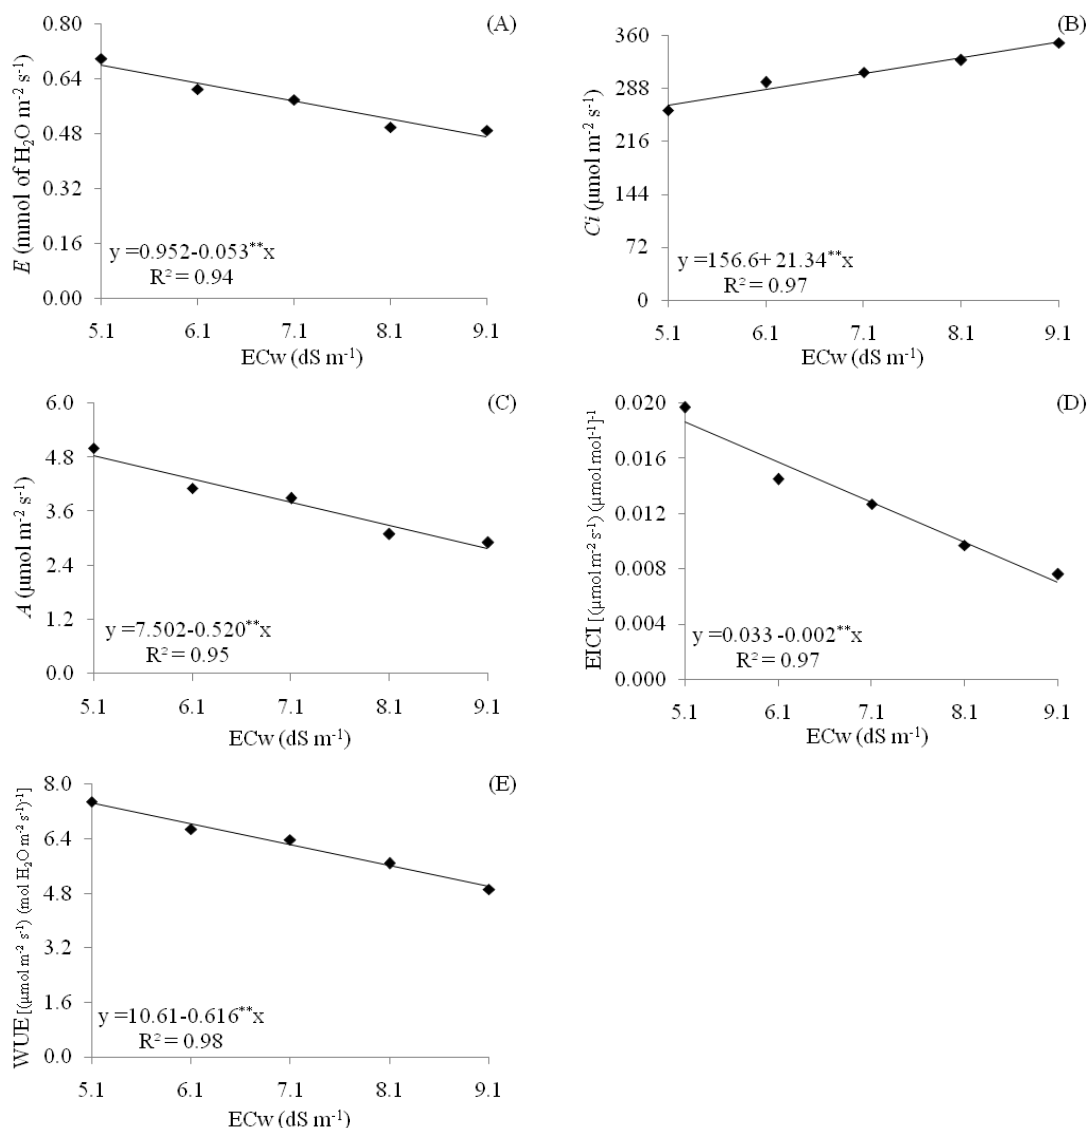 (A)
0.80
0.64
0.48
0.32
0.16
0.00
E (mmol of H₂O m⁻² s⁻¹)
y =0.952-0.053**x
R² = 0.94
5.1 6.1 7.1 8.1 9.1
ECw (dS m⁻¹)
(B)
360
288
216
144
72
0
Ci (µmol m⁻² s⁻¹)
y =156.6+ 21.34**x
R² = 0.97
5.1 6.1 7.1 8.1 9.1
ECw (dS m⁻¹)
(C)
6.0
4.8
3.6
2.4
1.2
0.0
A (µmol m⁻² s⁻¹)
y =7.502-0.520**x
R² = 0.95
5.1 6.1 7.1 8.1 9.1
ECw (dS m⁻¹)
(D)
0.020
0.016
0.012
0.008
0.004
0.000
EICI [(µmol m⁻² s⁻¹) (µmol mol⁻¹]⁻¹
y =0.033 -0.002**x
R² = 0.97
5.1 6.1 7.1 8.1 9.1
ECw (dS m⁻¹)
(E)
8.0
6.4
4.8
3.2
1.6
0.0
WUE [(µmol m⁻² s⁻¹) (mol H₂O m⁻² s⁻¹)⁻¹]
y =10.61-0.616**x
R² = 0.98
5.1 6.1 7.1 8.1 9.1
ECw (dS m⁻¹)